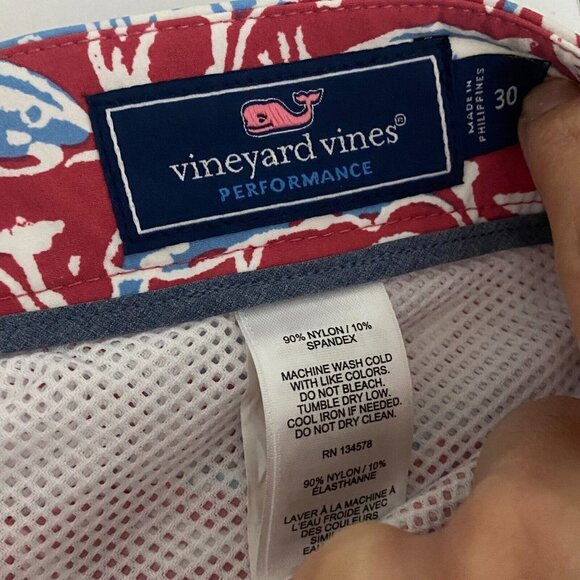 vineyard vines®
PERFORMANCE
MADE IN
PHILIPPINES
30
90% NYLON / 10%
SPANDEX
MACHINE WASH COLD
WITH LIKE COLORS.
DO NOT BLEACH.
TUMBLE DRY LOW.
COOL IRON IF NEEDED.
DO NOT DRY CLEAN.
RN 134578
90% NYLON / 10%
ÉLASTHANNE
LAVER À LA MACHINE À
L'EAU FROIDE AVEC
DES COULEURS